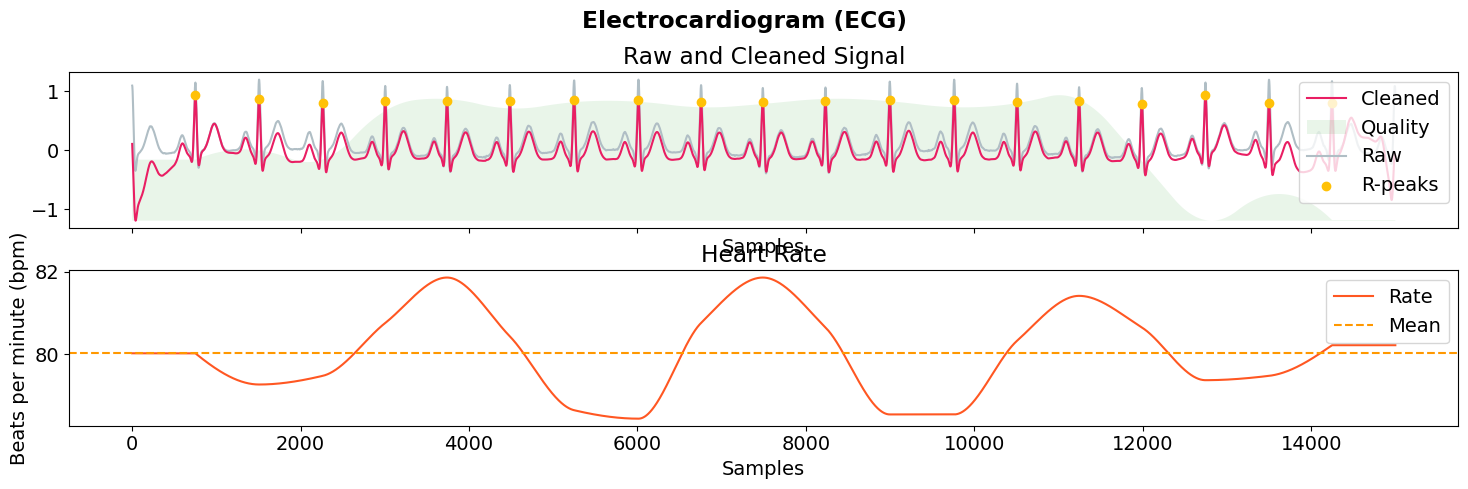 Electrocardiogram (ECG)
Raw and Cleaned Signal
1
0
−1
Cleaned
Quality
Raw
R-peaks
Samples
Heart Rate
Beats per minute (bpm)
82
80
Rate
Mean
0 2000 4000 6000 8000 10000 12000 14000
Samples